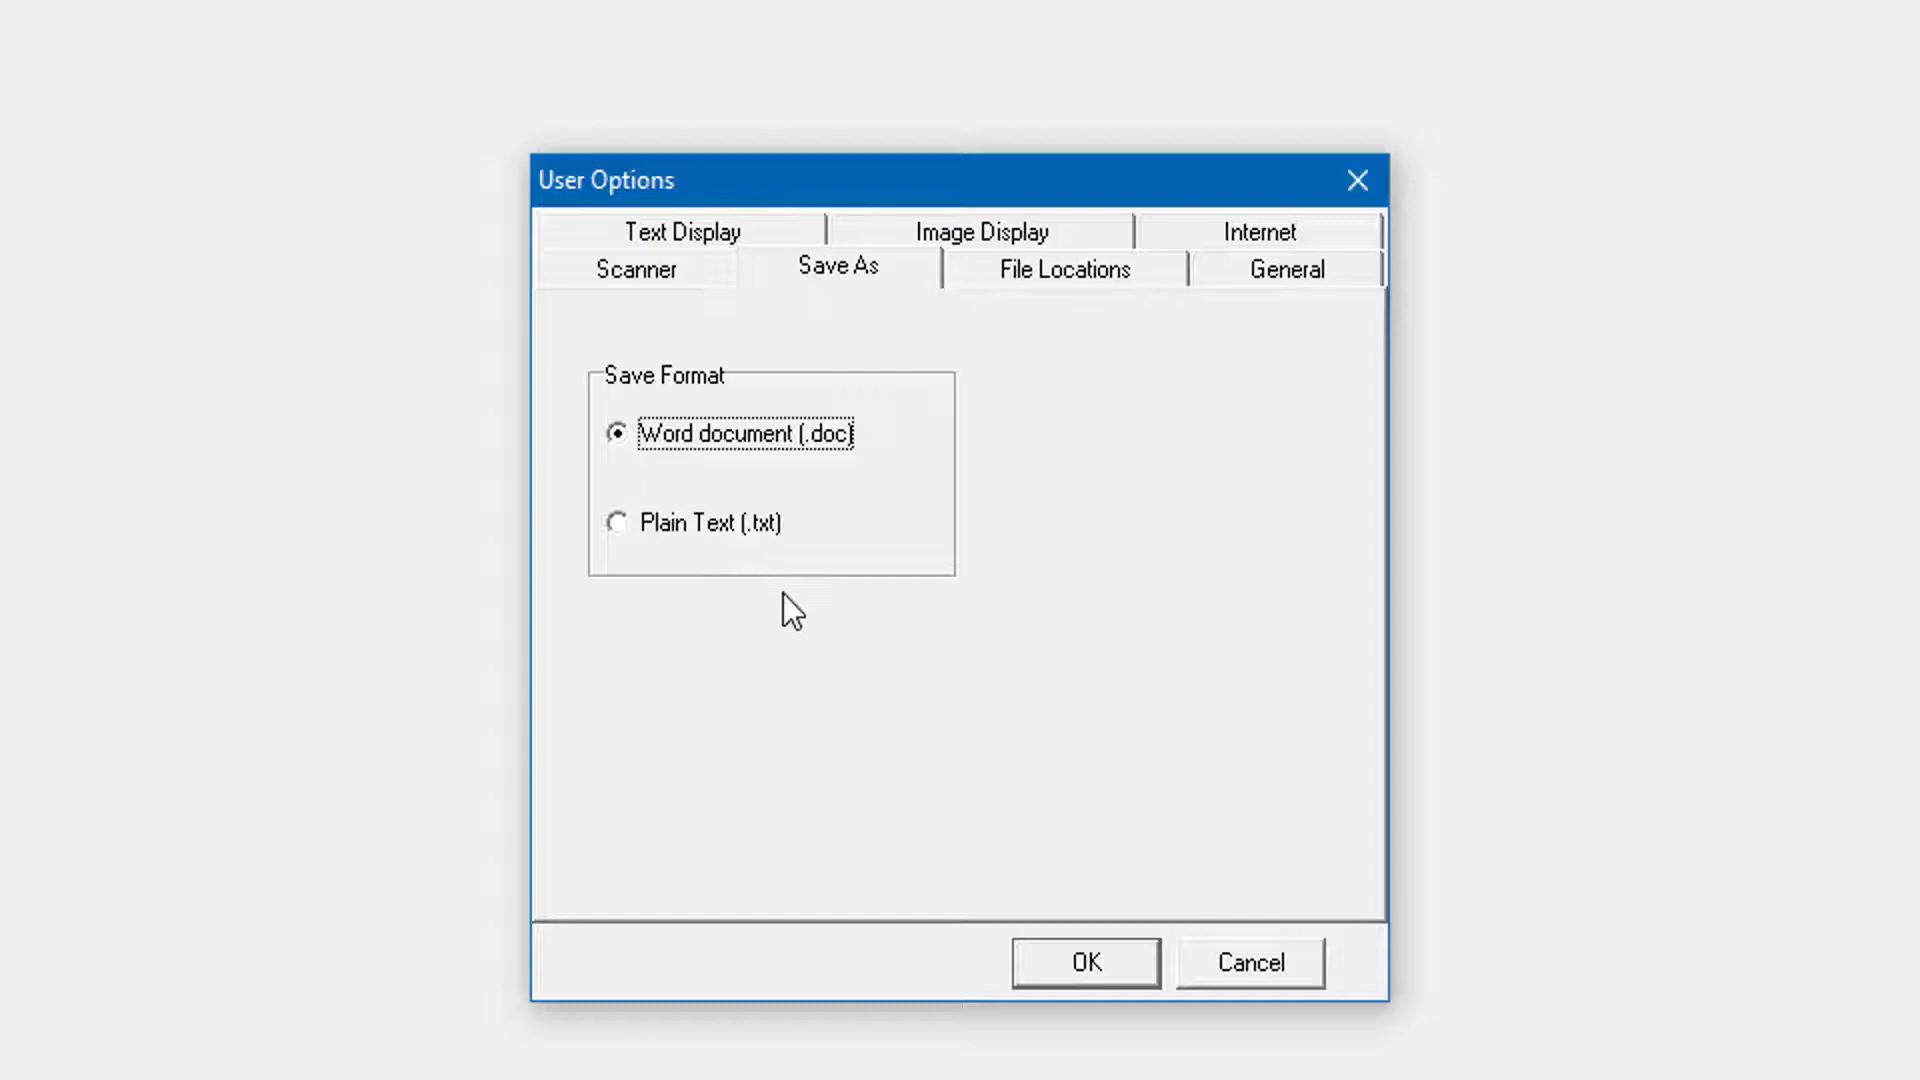 User Options
Text Display Image Display Internet
Scanner Save As File Locations General
Save Format
Word document (.doc)
Plain Text (.txt)
OK Cancel